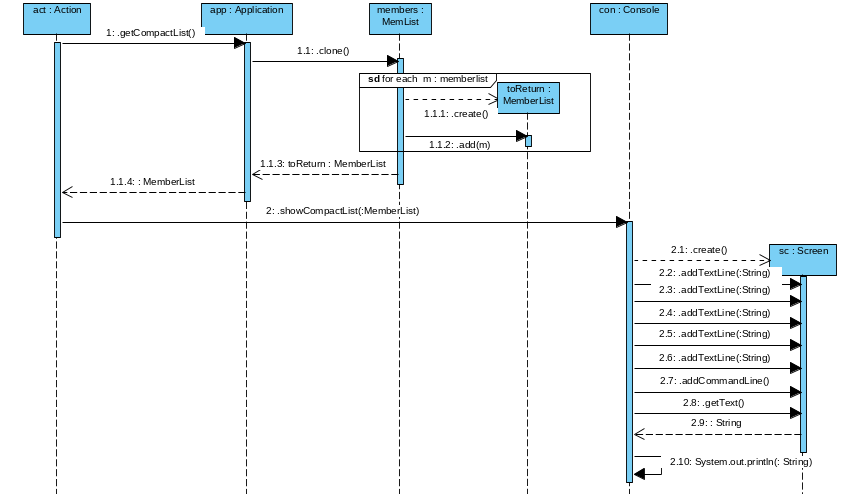 act : Action
app : Application
members :
MemList
con : Console
1: .getCompactList()
1.1: .clone()
sd for each  m : memberlist
toReturn :
MemberList
1.1.1: .create()
1.1.2: .add(m)
1.1.3: toReturn : MemberList
1.1.4: : MemberList
2: .showCompactList(:MemberList)
2.1: .create()
sc : Screen
2.2: .addTextLine(:String)
2.3: .addTextLine(:String)
2.4: .addTextLine(:String)
2.5: .addTextLine(:String)
2.6: .addTextLine(:String)
2.7: .addCommandLine()
2.8: .getText()
2.9: : String
2.10: System.out.println(: String)